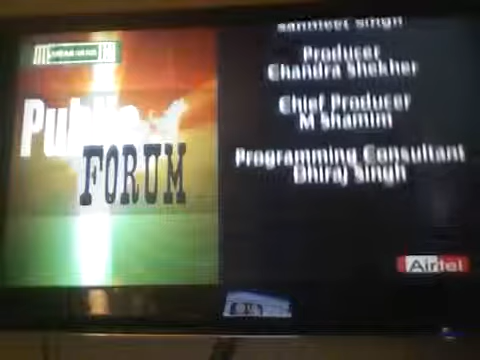 Public
FORUM
Producer
Chandra Shekher
Chief Producer
M Shamim
Programming Consultant
Dhiraj Singh
Airtel